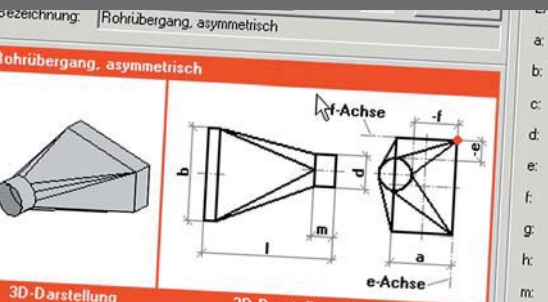 Bezeichnung: Rohrübergang, asymmetrisch
Rohrübergang, asymmetrisch
f-Achse
-f
-e
b
d
m
l
a
e-Achse
3D-Darstellung
a:
b:
c:
d:
e:
f:
g:
h:
m: